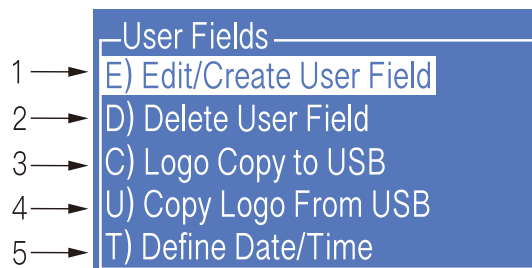 User Fields
1 E) Edit/Create User Field
2 D) Delete User Field
3 C) Logo Copy to USB
4 U) Copy Logo From USB
5 T) Define Date/Time